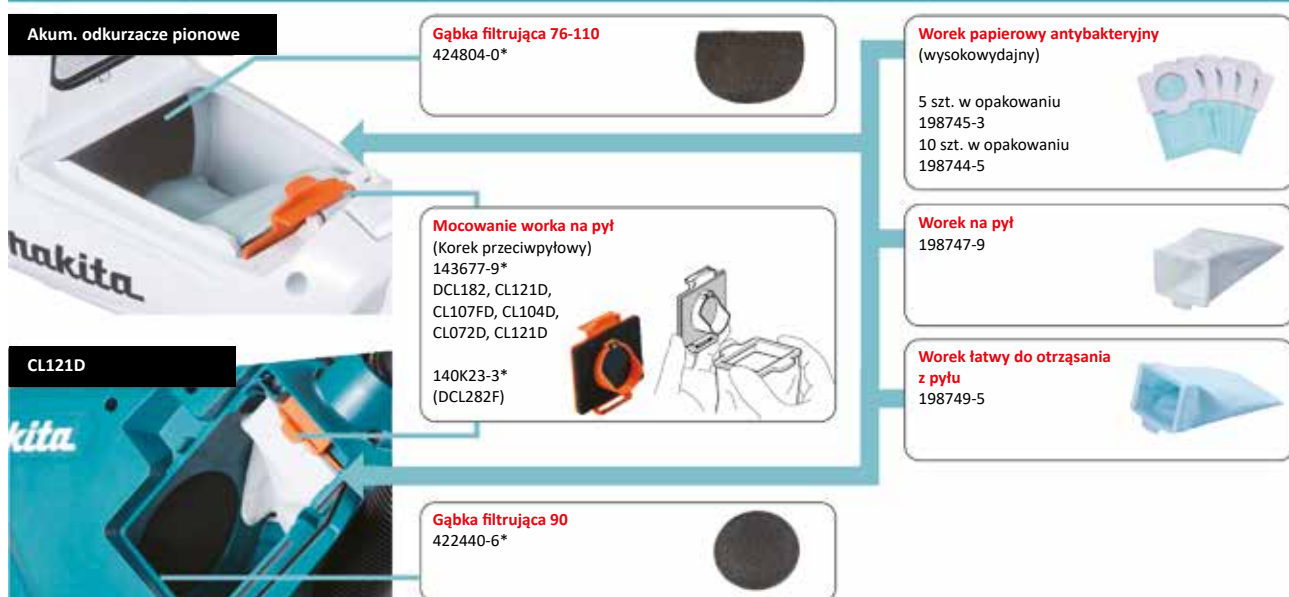 Akum. odkurzacze pionowe
makita
CL121D
kita
Gąbka filtrująca 76-110
424804-0*
Mocowanie worka na pył
(Korek przeciwpyłowy)
143677-9*
DCL182, CL121D,
CL107FD, CL104D,
CL072D, CL121D
140K23-3*
(DCL282F)
Gąbka filtrująca 90
422440-6*
Worek papierowy antybakteryjny
(wysokowydajny)
5 szt. w opakowaniu
198745-3
10 szt. w opakowaniu
198744-5
Worek na pył
198747-9
Worek łatwy do otrząsania
z pyłu
198749-5